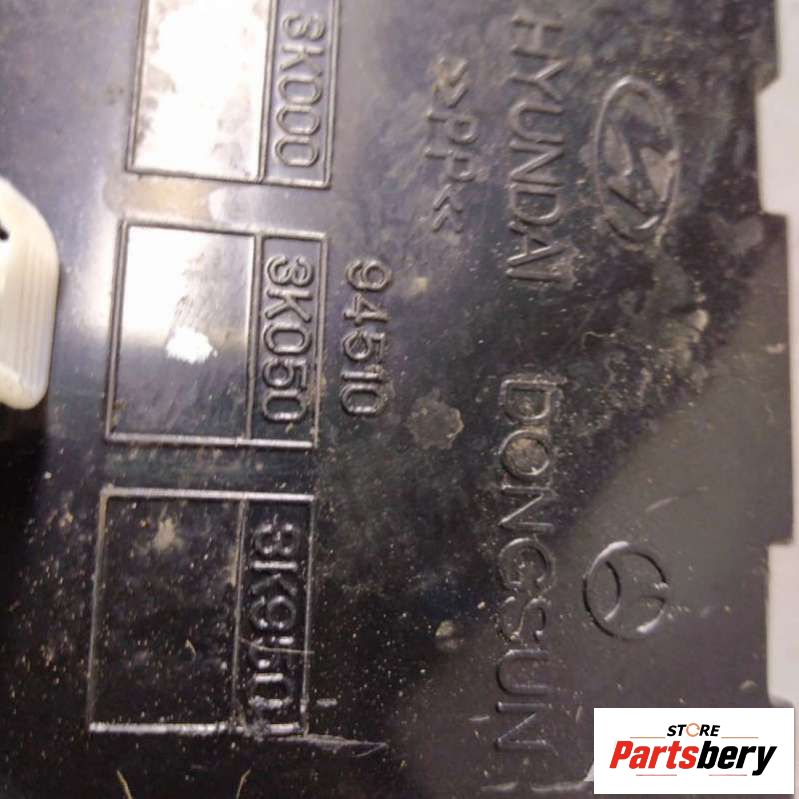 HYUNDAI DONGSUN
>>PP<<
94510
3K000 3K050 3K950
STORE
Partsbery